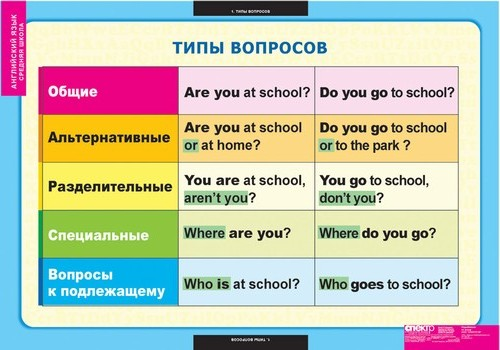 1. ТИПЫ ВОПРОСОВ
АНГЛИЙСКИЙ ЯЗЫК
СРЕДНЯЯ ШКОЛА
ТИПЫ ВОПРОСОВ
Общие
Are you at school?
Do you go to school?
Альтернативные
Are you at school
or at home?
Do you go to school
or to the park ?
Разделительные
You are at school,
aren't you?
You go to school,
don't you?
Специальные
Where are you?
Where do you go?
Вопросы
к подлежащему
Who is at school?
Who goes to school?
спектр
1. ТИПЫ ВОПРОСОВ